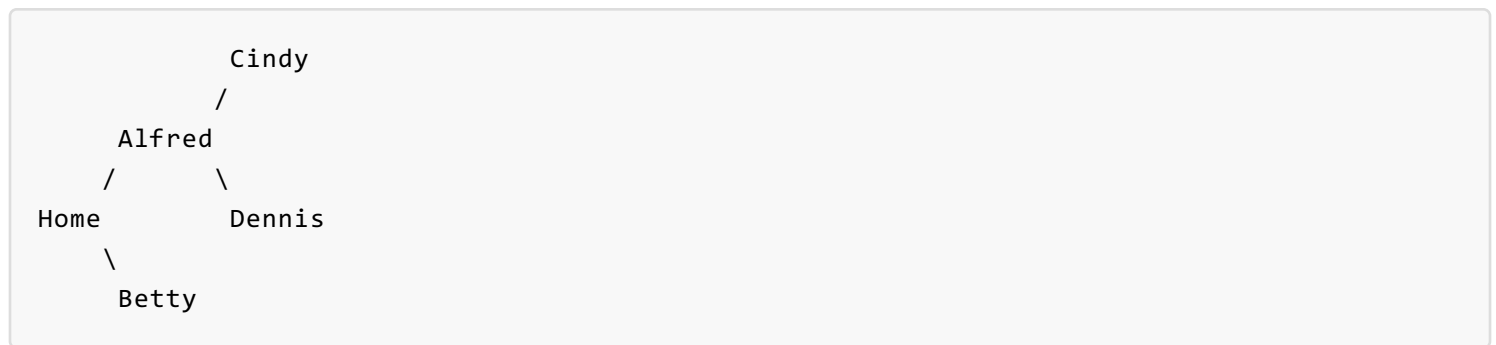 Cindy
           /
     Alfred
    /      \
Home        Dennis
    \
     Betty